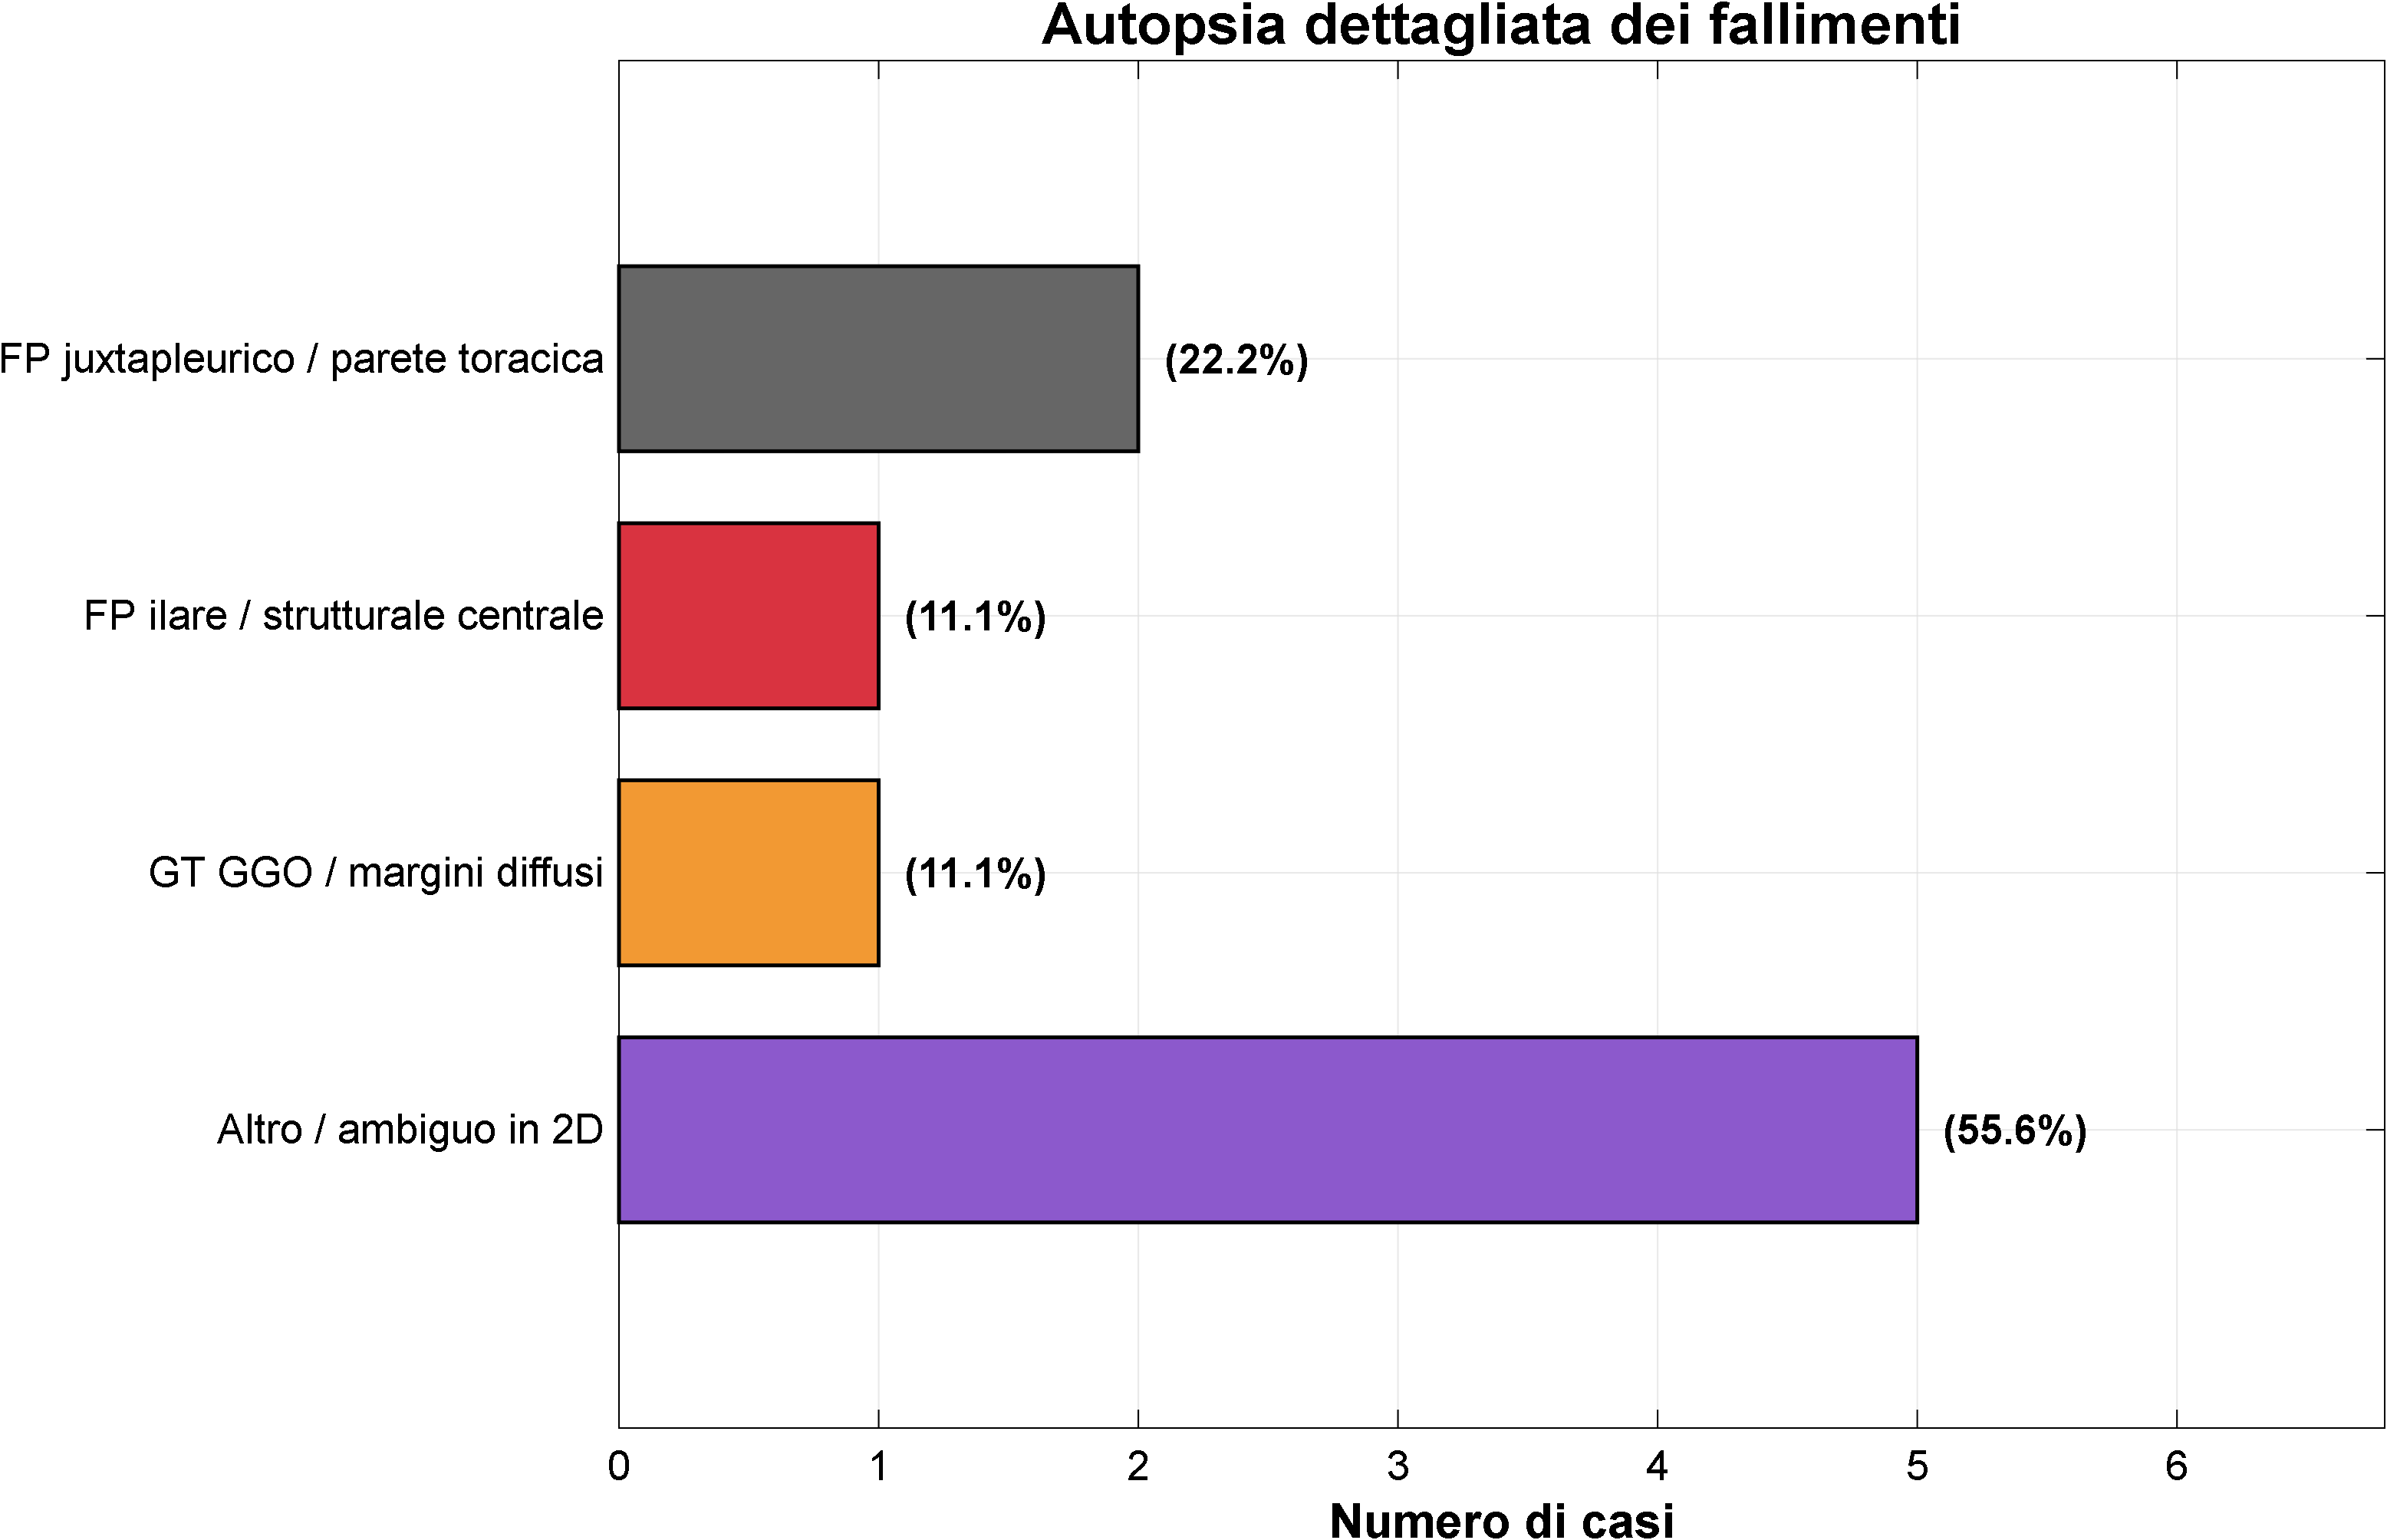 Autopsia dettagliata dei fallimenti
FP juxtapleurico / parete toracica
(22.2%)
FP ilare / strutturale centrale
(11.1%)
GT GGO / margini diffusi
(11.1%)
Altro / ambiguo in 2D
(55.6%)
0 1 2 3 4 5 6
Numero di casi